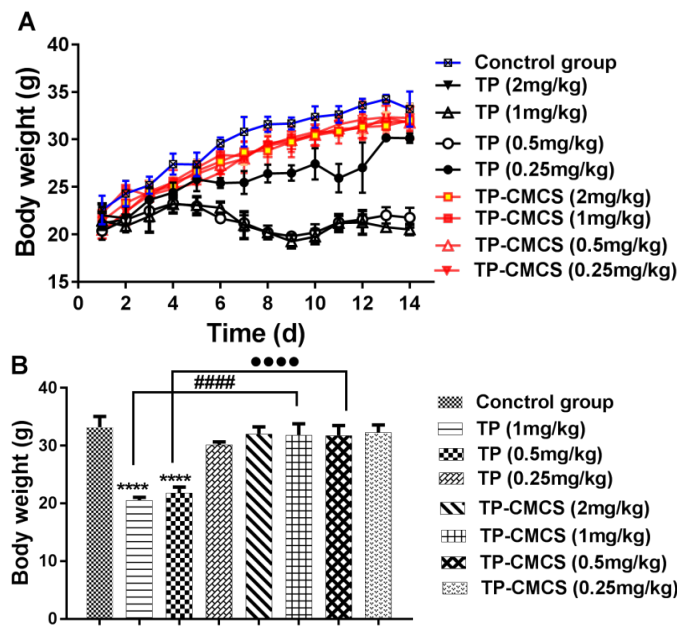 A
Body weight (g)
40
35
30
25
20
15
0 2 4 6 8 10 12 14
Time (d)
Conctrol group
TP (2mg/kg)
TP (1mg/kg)
TP (0.5mg/kg)
TP (0.25mg/kg)
TP-CMCS (2mg/kg)
TP-CMCS (1mg/kg)
TP-CMCS (0.5mg/kg)
TP-CMCS (0.25mg/kg)
B
Body weight (g)
40
30
20
10
0
●●●●
####
**** ****
Conctrol group
TP (1mg/kg)
TP (0.5mg/kg)
TP (0.25mg/kg)
TP-CMCS (2mg/kg)
TP-CMCS (1mg/kg)
TP-CMCS (0.5mg/kg)
TP-CMCS (0.25mg/kg)